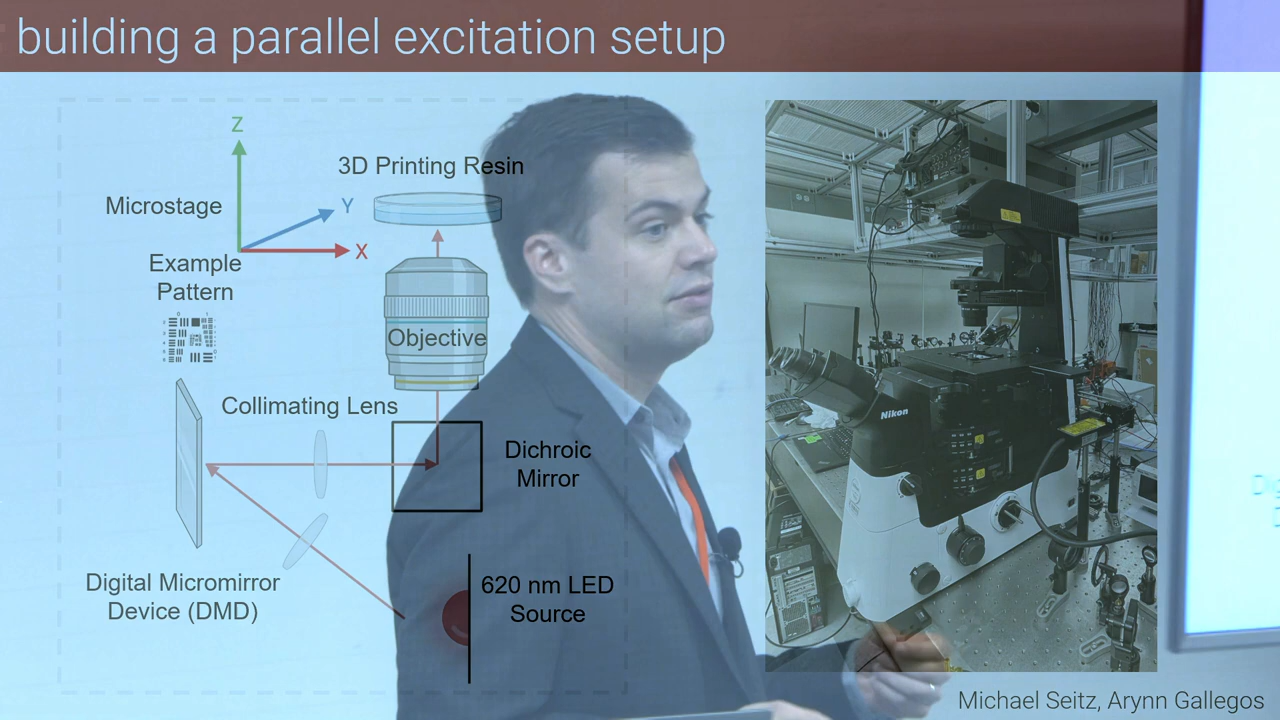 building a parallel excitation setup
Z
3D Printing Resin
Microstage
Y
X
Example
Pattern
Objective
Collimating Lens
Dichroic
Mirror
Digital Micromirror
Device (DMD)
620 nm LED
Source
Nikon
Michael Seitz, Arynn Gallegos